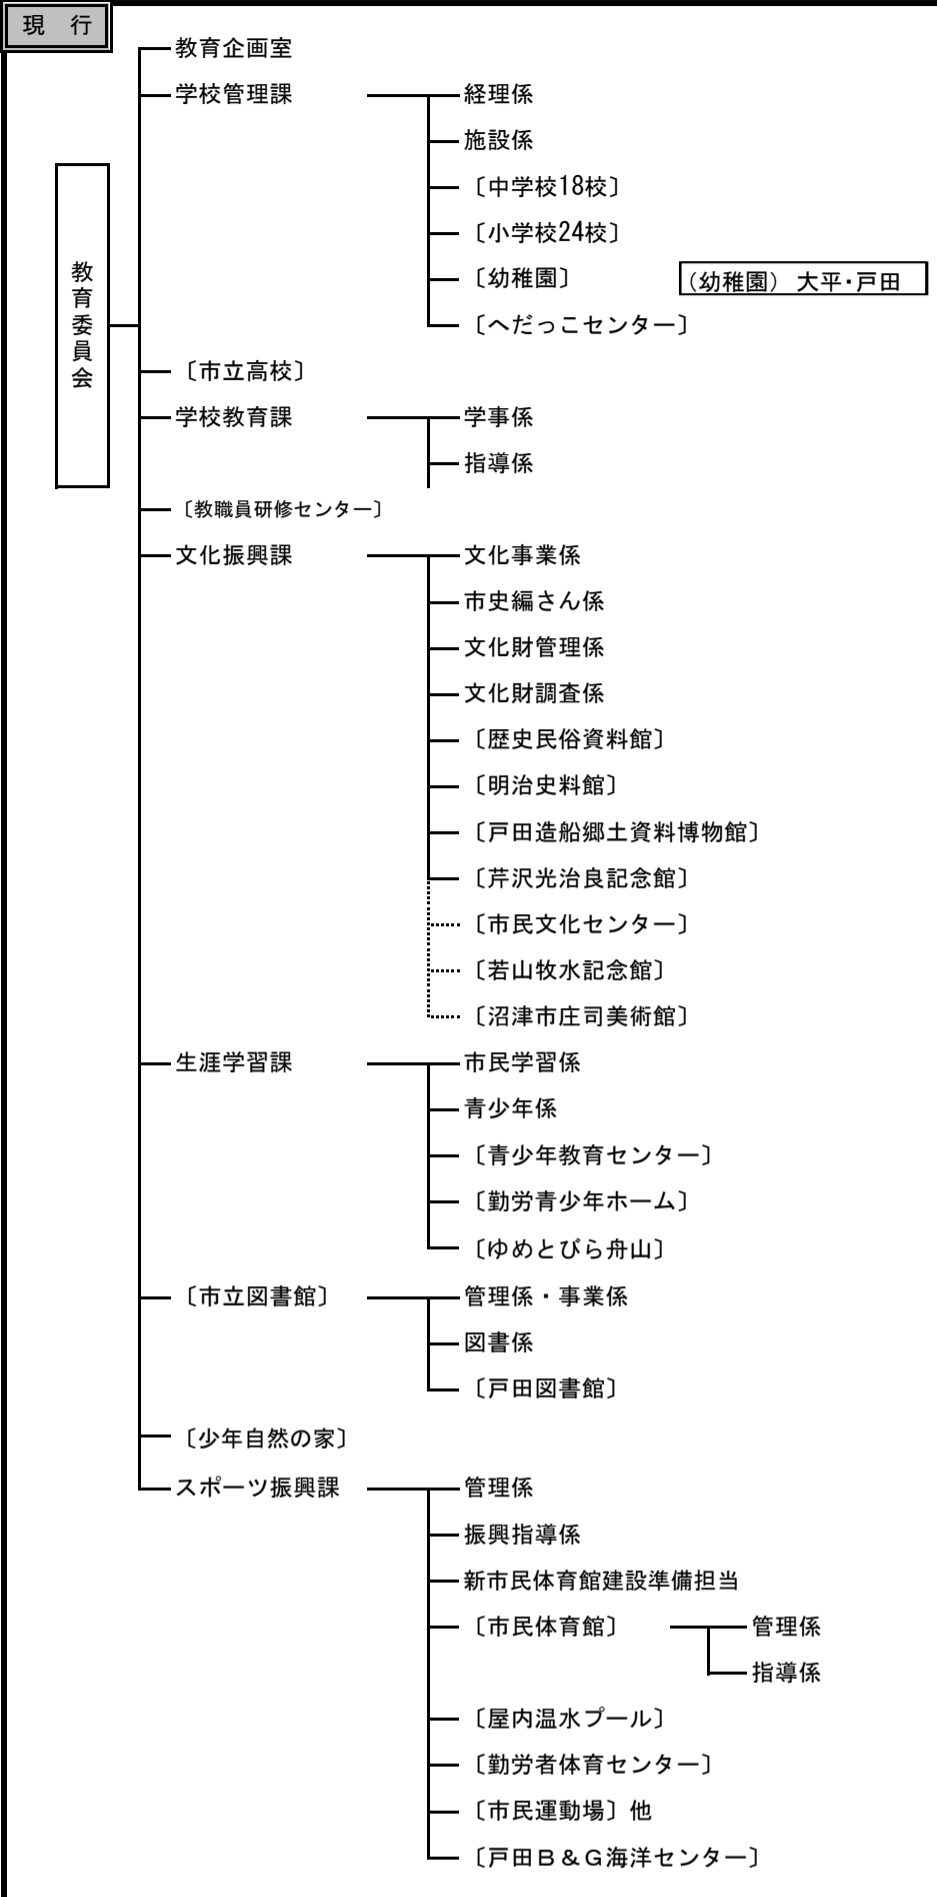 現　行
教育企画室
学校管理課 経理係
施設係
〔中学校18校〕
〔小学校24校〕
教育委員会
〔幼稚園〕 (幼稚園)　大平・戸田
〔へだっこセンター〕
〔市立高校〕
学校教育課 学事係
指導係
〔教職員研修センター〕
文化振興課 文化事業係
市史編さん係
文化財管理係
文化財調査係
〔歴史民俗資料館〕
〔明治史料館〕
〔戸田造船郷土資料博物館〕
〔芹沢光治良記念館〕
〔市民文化センター〕
〔若山牧水記念館〕
〔沼津市庄司美術館〕
生涯学習課 市民学習係
青少年係
〔青少年教育センター〕
〔勤労青少年ホーム〕
〔ゆめとびら舟山〕
〔市立図書館〕 管理係・事業係
図書係
〔戸田図書館〕
〔少年自然の家〕
スポーツ振興課 管理係
振興指導係
新市民体育館建設準備担当
〔市民体育館〕 管理係
指導係
〔屋内温水プール〕
〔勤労者体育センター〕
〔市民運動場〕他
〔戸田Ｂ＆Ｇ海洋センター〕